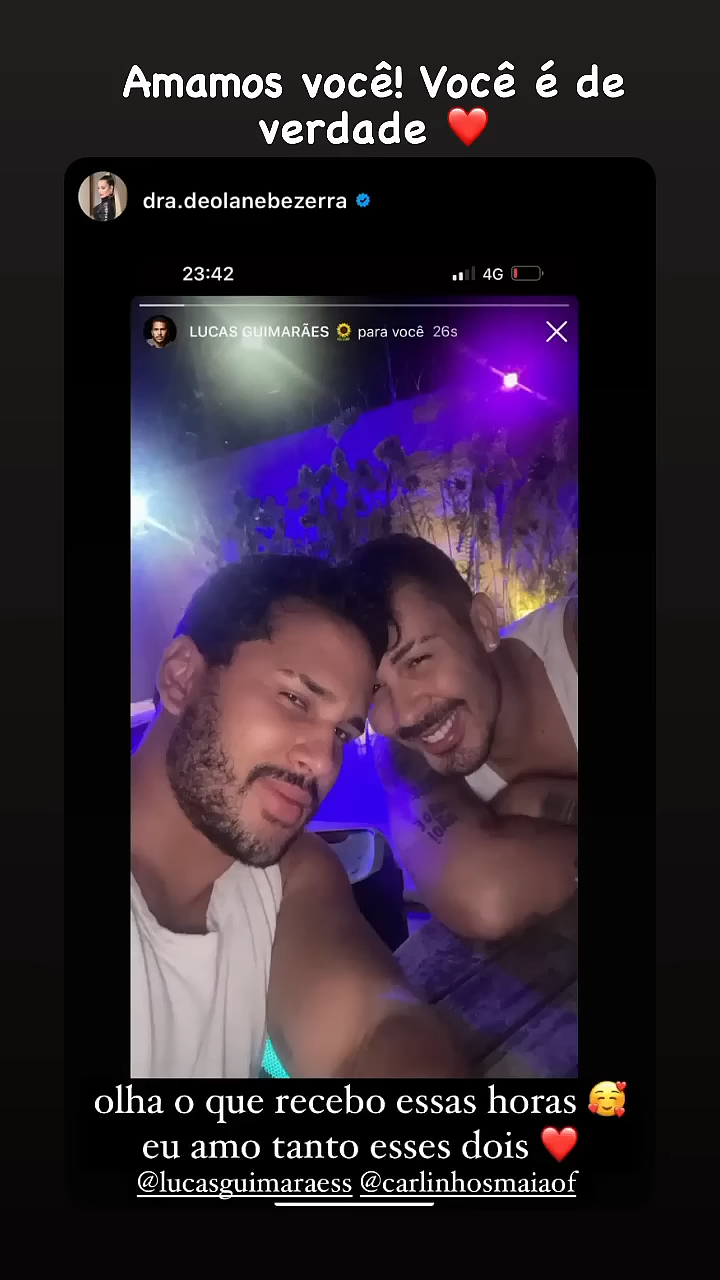 Amamos você! Você é de
verdade ❤️
dra.deolanebezerra
23:42
4G
LUCAS GUIMARÃES 🌻 para você 26s
olha o que recebo essas horas 🥰
eu amo tanto esses dois ❤️
@lucasguimaraess @carlinhosmaiaof